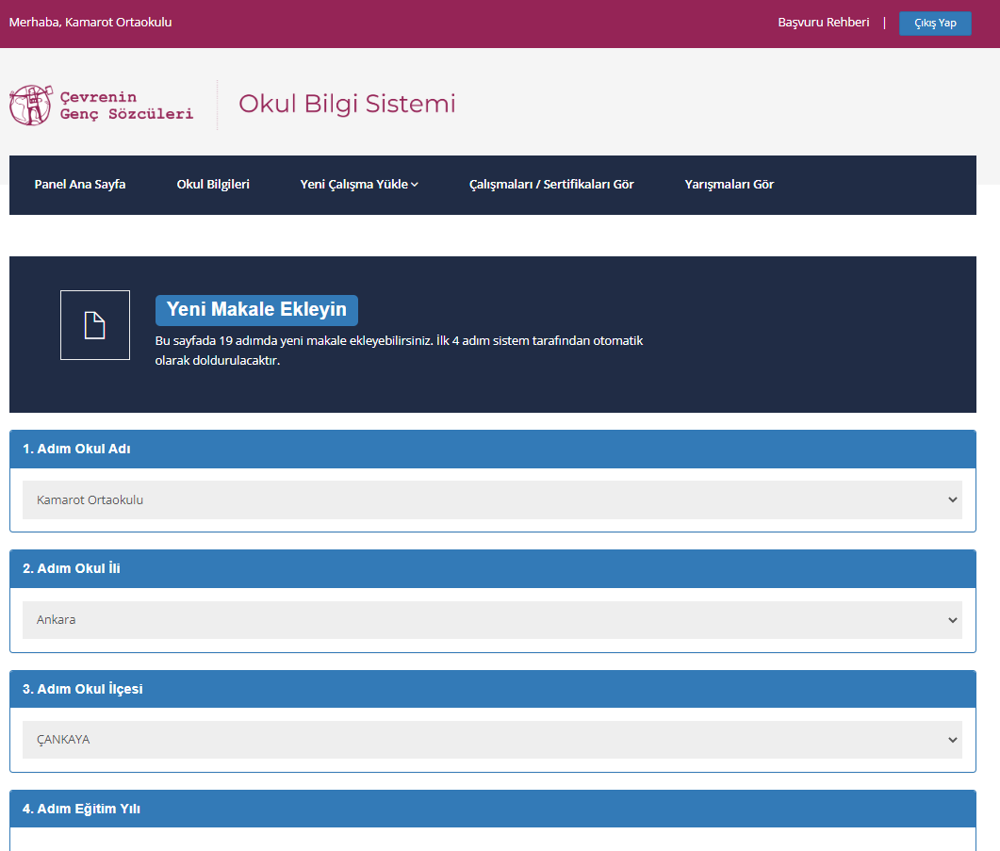 Merhaba, Kamarot Ortaokulu
Başvuru Rehberi | Çıkış Yap
Çevrenin
Genç Sözcüleri
Okul Bilgi Sistemi
Panel Ana Sayfa Okul Bilgileri Yeni Çalışma Yükle Çalışmaları / Sertifikaları Gör Yarışmaları Gör
Yeni Makale Ekleyin
Bu sayfada 19 adımda yeni makale ekleyebilirsiniz. İlk 4 adım sistem tarafından otomatik
olarak doldurulacaktır.
1. Adım Okul Adı
Kamarot Ortaokulu
2. Adım Okul İli
Ankara
3. Adım Okul İlçesi
ÇANKAYA
4. Adım Eğitim Yılı